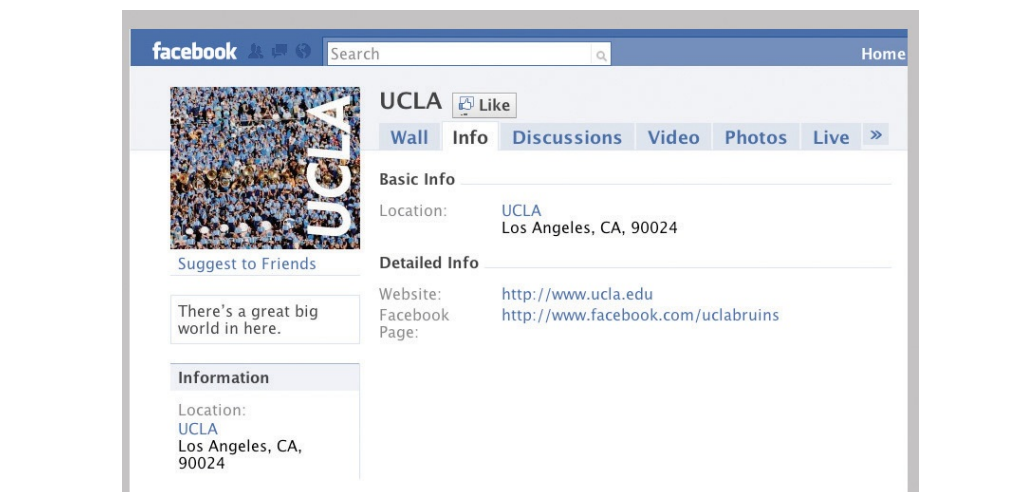 facebook
Search
Home
UCLA
UCLA
Like
Wall Info Discussions Video Photos Live »
Basic Info
Location: UCLA
Los Angeles, CA, 90024
Suggest to Friends
Detailed Info
Website: http://www.ucla.edu
Facebook http://www.facebook.com/uclabruins
Page:
There's a great big
world in here.
Information
Location:
UCLA
Los Angeles, CA,
90024